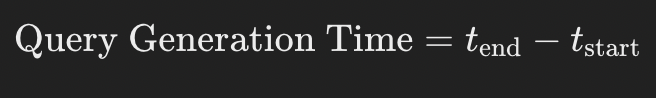 Query Generation Time = t_end − t_start